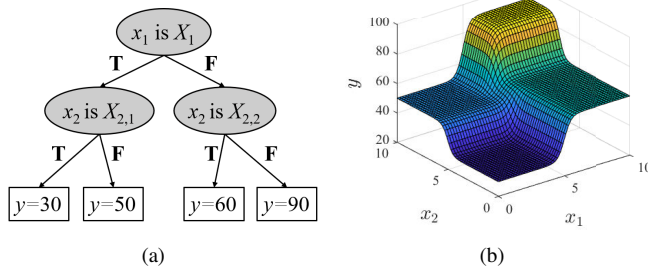 x₁ is X₁
T F
x₂ is X₂,₁ x₂ is X₂,₂
T F T F
y=30 y=50 y=60 y=90
(a)
100
80
60
40
20
y
10
5
0
x₂
0
5
10
x₁
(b)